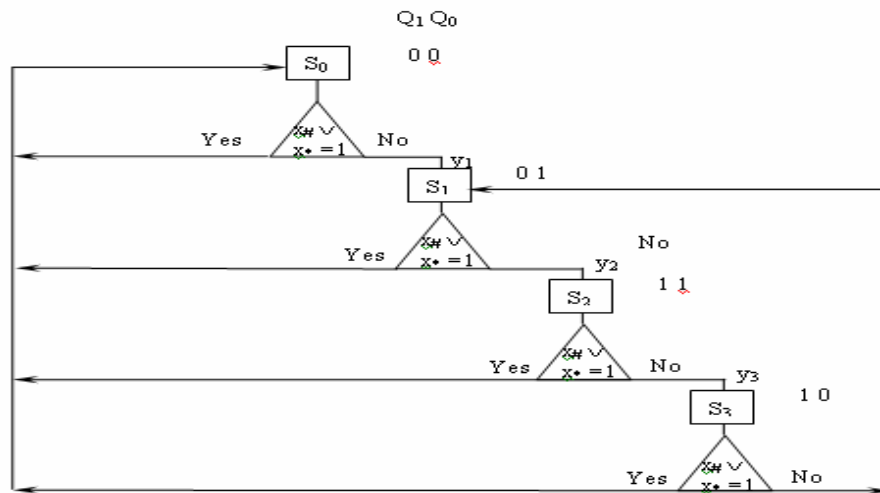 Q₁ Q₀
0 0
S₀
x# ∨
x* = 1
Yes
No
y₁
0 1
S₁
x# ∨
x* = 1
Yes
No
y₂
1 1
S₂
x# ∨
x* = 1
Yes
No
y₃
1 0
S₃
x# ∨
x* = 1
Yes
No